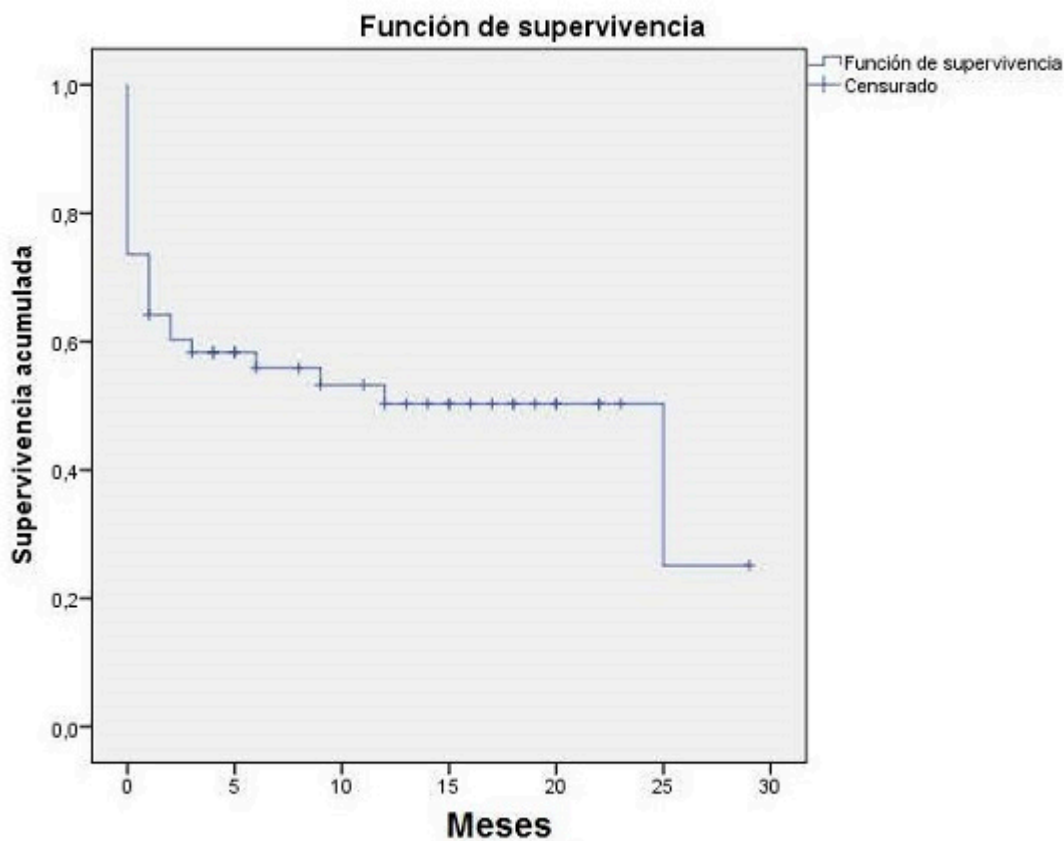 Función de supervivencia
Función de supervivencia
Censurado
Supervivencia acumulada
1,0
0,8
0,6
0,4
0,2
0,0
0 5 10 15 20 25 30
Meses